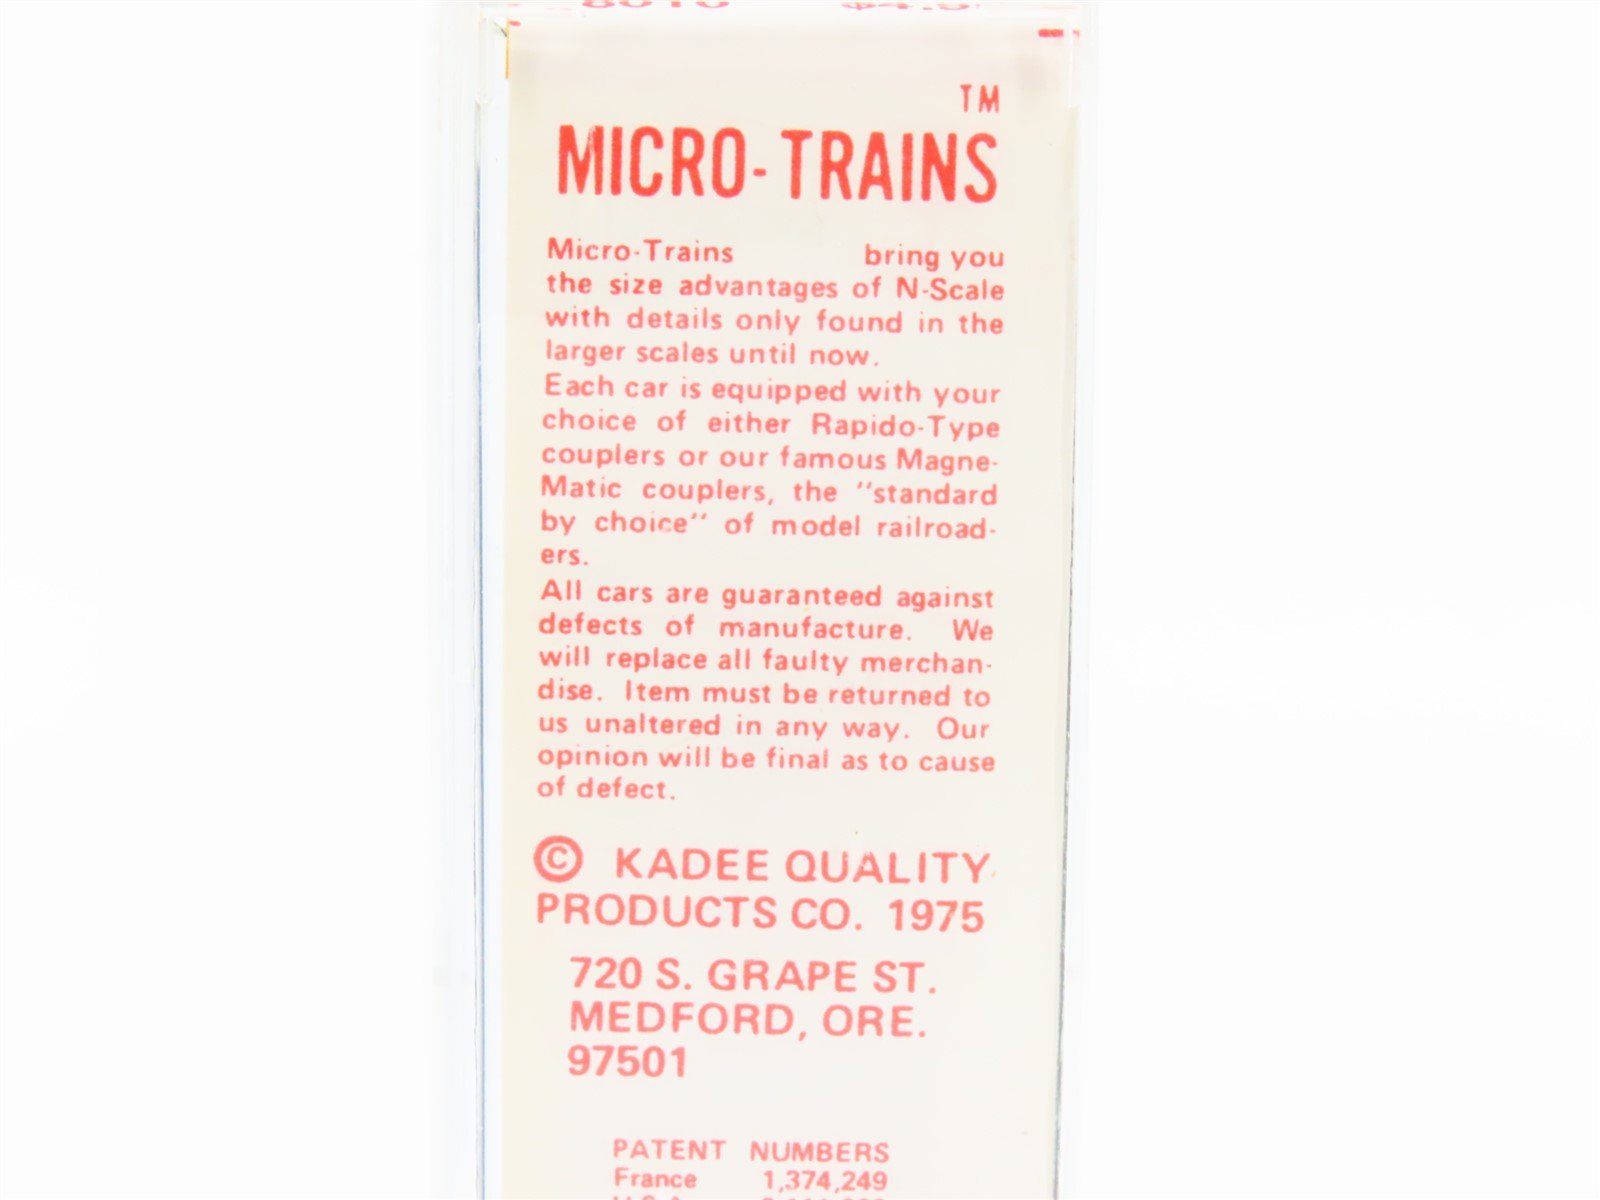 TM
MICRO-TRAINS
Micro-Trains bring you
the size advantages of N-Scale
with details only found in the
larger scales until now.
Each car is equipped with your
choice of either Rapido-Type
couplers or our famous Magne-
Matic couplers, the "standard
by choice" of model railroad-
ers.
All cars are guaranteed against
defects of manufacture. We
will replace all faulty merchan-
dise. Item must be returned to
us unaltered in any way. Our
opinion will be final as to cause
of defect.
© KADEE QUALITY
PRODUCTS CO. 1975
720 S. GRAPE ST.
MEDFORD, ORE.
97501
PATENT NUMBERS
France 1,374,249